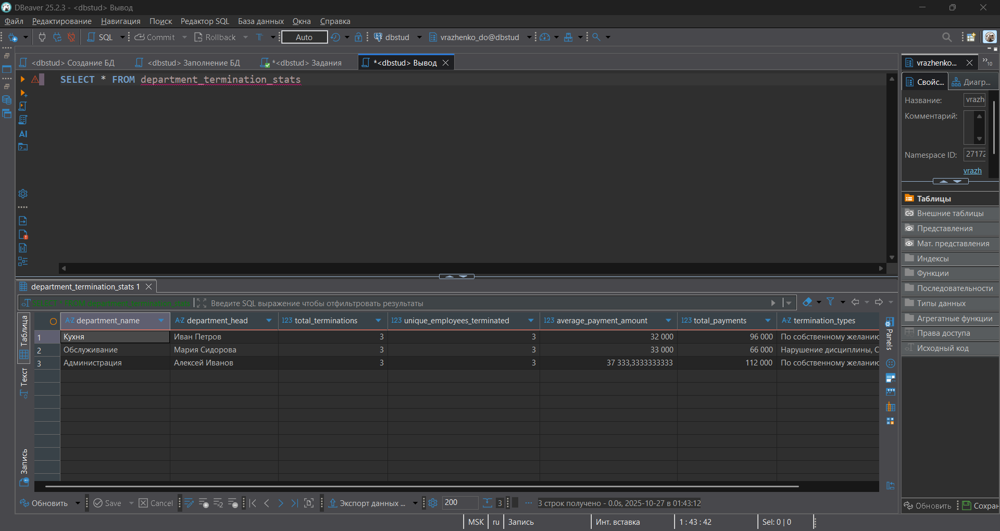 DBeaver 25.2.3 - <dbstud> Вывод
Файл Редактирование Навигация Поиск Редактор SQL База данных Окна Справка
SQL Commit Rollback T Auto dbstud vrazhenko_do@dbstud
<dbstud> Создание БД <dbstud> Заполнение БД *<dbstud> Задания *<dbstud> Вывод
vrazhenko... 10
SELECT * FROM department_termination_stats
Свойс... Диагр...
Название: vrazh
Комментарий:
AI
Namespace ID: 27172
vrazh
Таблицы
Внешние таблицы
Представления
Мат. представления
Индексы
Функции
Последовательности
Типы данных
Агрегатные функции
Права доступа
Исходный код
department_termination_stats 1
SELECT * FROM department_termination_stats Введите SQL выражение чтобы отфильтровать результаты
Таблица
Текст
Запись
A-Z department_name A-Z department_head 123 total_terminations 123 unique_employees_terminated 123 average_payment_amount 123 total_payments A-Z termination_types
1 Кухня Иван Петров 3 3 32 000 96 000 По собственному желанию
2 Обслуживание Мария Сидорова 3 3 33 000 66 000 Нарушение дисциплины, С
3 Администрация Алексей Иванов 3 3 37 333,3333333333 112 000 По собственному желанию
Panels
Обновить Save Cancel Экспорт данных ... 200 3 ... 3 строк получено - 0.0s, 2025-10-27 в 01:43:12
Обновить Сохран
MSK ru Запись Инт. вставка 1 : 43 : 42 Sel: 0 | 0